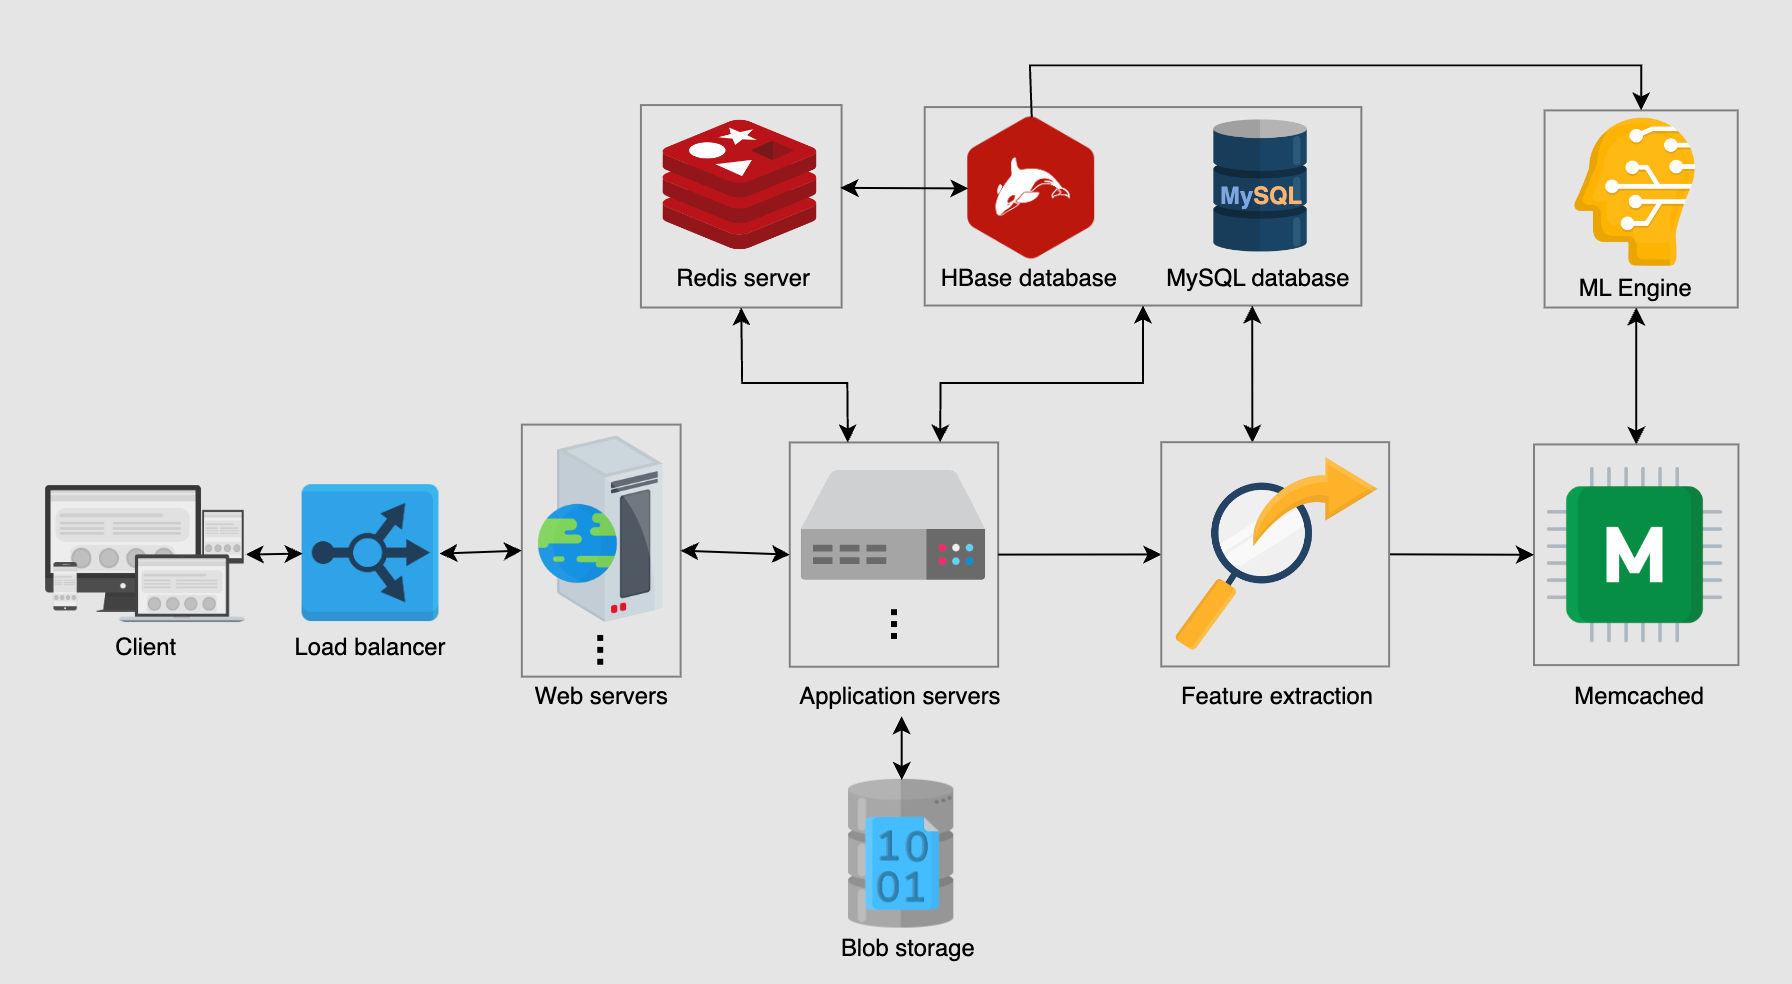 MySQL
Redis server
HBase database
MySQL database
ML Engine
M
Client
Load balancer
Web servers
Application servers
Feature extraction
Memcached
10
01
Blob storage